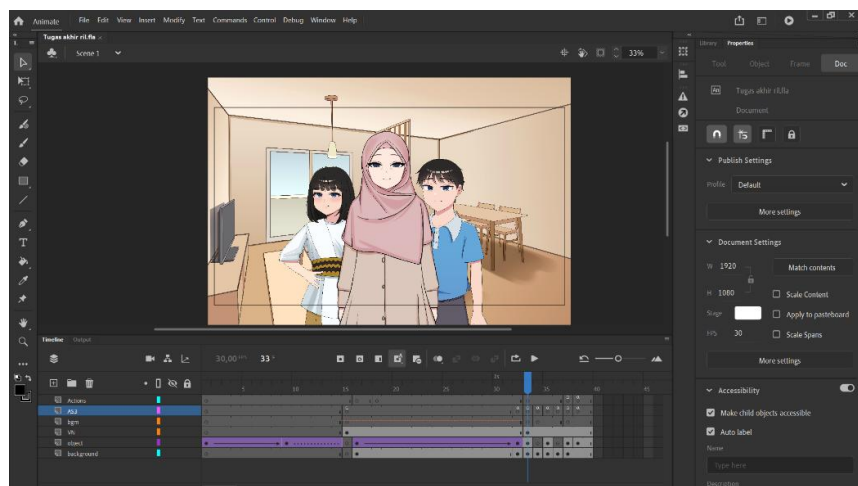 Animate File Edit View Insert Modify Text Commands Control Debug Window Help
Tugas akhir ril.fla ×
Scene 1 33%
Library Properties
Tool Object Frame Doc
An Tugas akhir ril.fla
Document
Publish Settings
Profile Default
More settings
Document Settings
W 1920 Match contents
H 1080 Scale Content
Stage Apply to pasteboard
FPS 30 Scale Spans
More settings
Accessibility
Make child objects accessible
Auto label
Name
Type here
Description
Timeline Output
30,00 FPS 33
5 10 15 20 25 30 35 40 45
Actions
AS3
bgm
VN
object
background